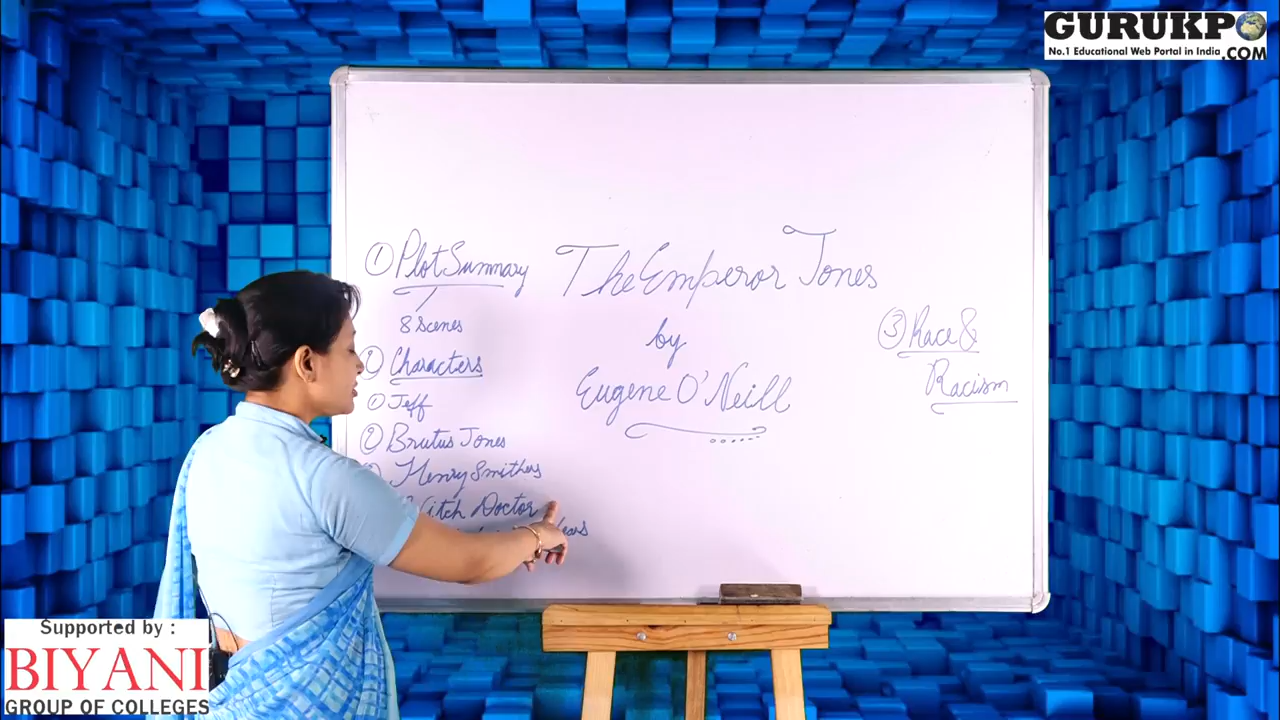 GURUKPO
No.1 Educational Web Portal in India
.COM
① Plot Summary
8 Scenes
② Characters
① Jeff
② Brutus Jones
Henry Smithers
Witch Doctor
The Emperor Jones
by
Eugene O'Neill
③ Race &
Racism
Supported by :
BIYANI
GROUP OF COLLEGES